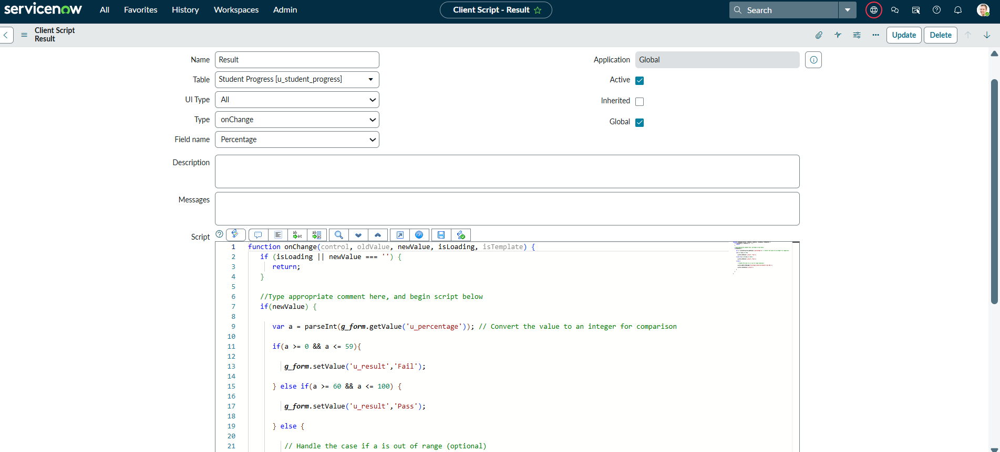 servicenow All Favorites History Workspaces Admin Client Script - Result Search
Client Script
Result
Update Delete
Name Result
Application Global
Table Student Progress [u_student_progress]
Active
UI Type All
Inherited
Type onChange
Global
Field name Percentage
Description
Messages
Script
1 function onChange(control, oldValue, newValue, isLoading, isTemplate) {
2 if (isLoading || newValue === '') {
3 return;
4 }
5
6 //Type appropriate comment here, and begin script below
7 if(newValue) {
8
9 var a = parseInt(g_form.getValue('u_percentage')); // Convert the value to an integer for comparison
10
11 if(a >= 0 && a <= 59){
12
13 g_form.setValue('u_result','Fail');
14
15 } else if(a >= 60 && a <= 100) {
16
17 g_form.setValue('u_result','Pass');
18
19 } else {
20
21 // Handle the case if a is out of range (optional)